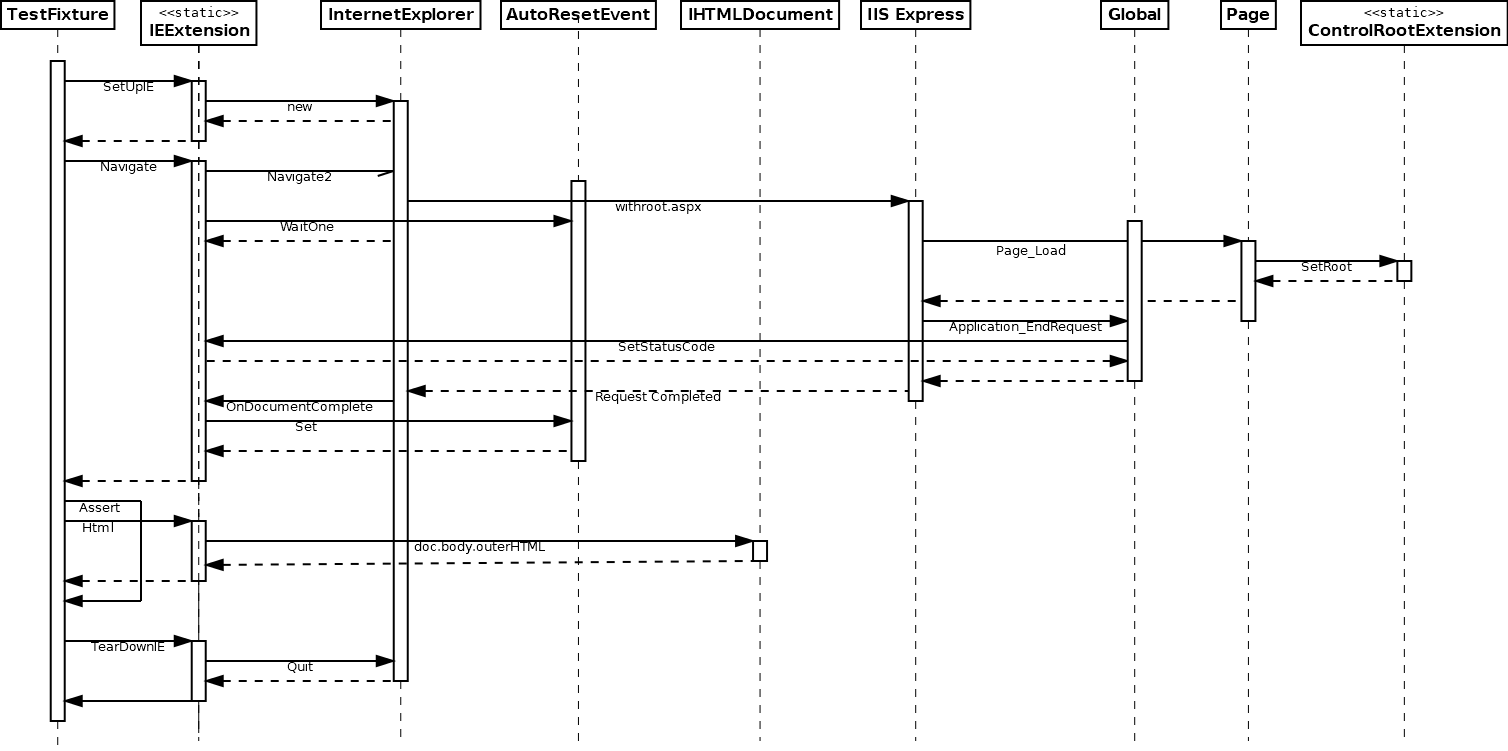 TestFixture
<<static>>
IEExtension
InternetExplorer
AutoResetEvent
IHTMLDocument
IIS Express
Global
Page
<<static>>
ControlRootExtension
SetUpIE
new
Navigate
Navigate2
withroot.aspx
WaitOne
Page_Load
SetRoot
Application_EndRequest
SetStatusCode
Request Completed
OnDocumentComplete
Set
Assert
Html
doc.body.outerHTML
TearDownIE
Quit